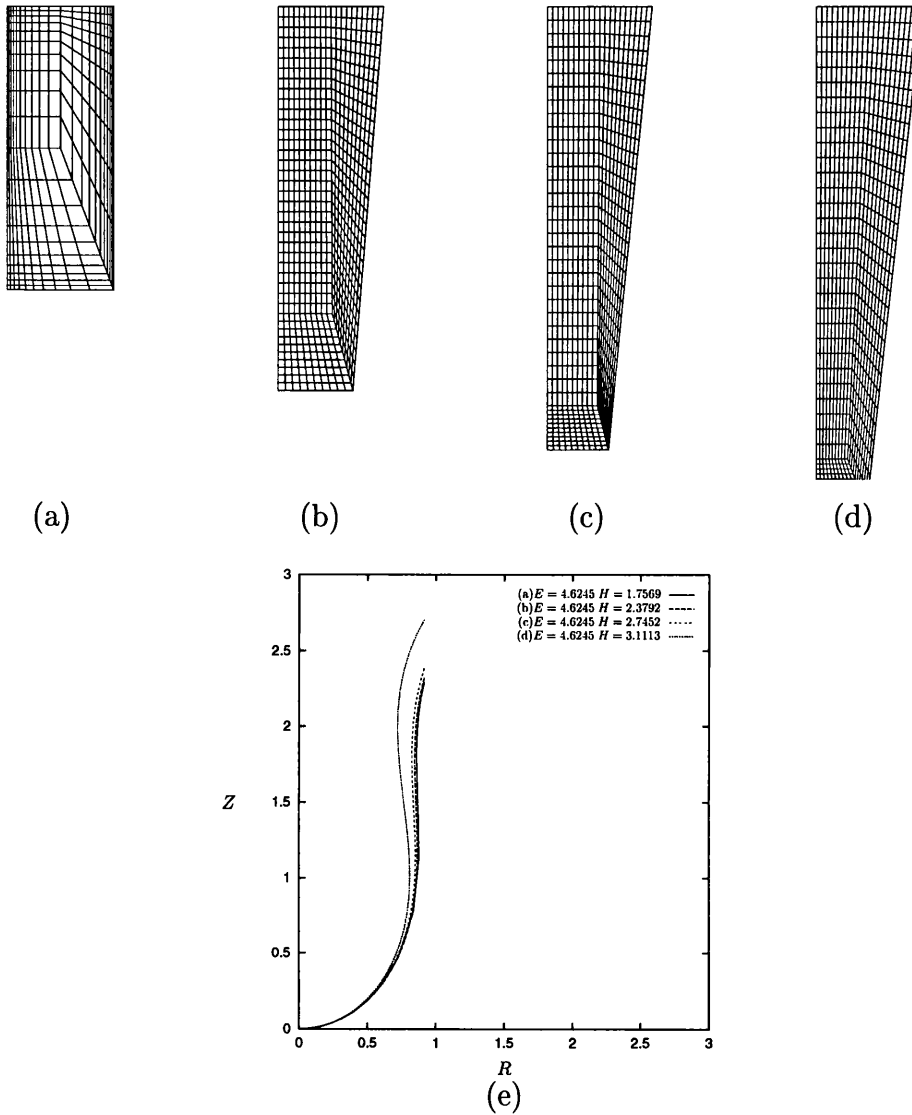 (a)
(b)
(c)
(d)
3
2.5
2
1.5
1
0.5
0
Z
(a)E = 4.6245 H = 1.7569
(b)E = 4.6245 H = 2.3792
(c)E = 4.6245 H = 2.7452
(d)E = 4.6245 H = 3.1113
0
0.5
1
1.5
2
2.5
3
R
(e)